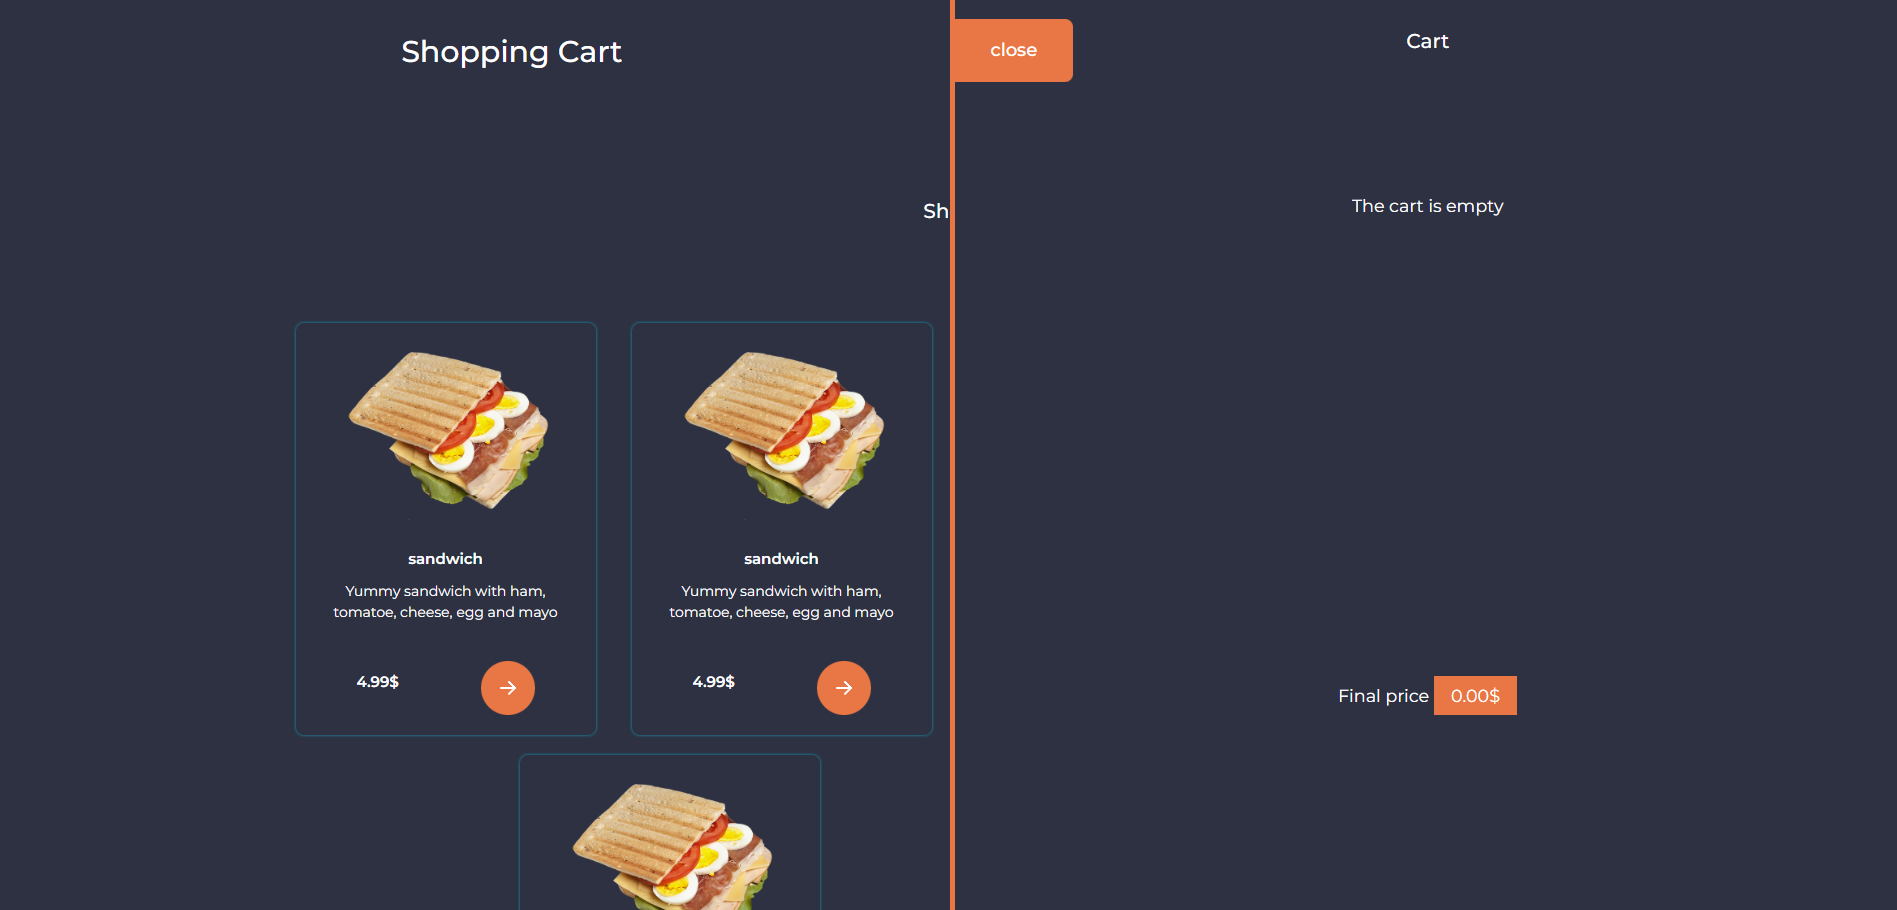 Shopping Cart
Sh
sandwich
Yummy sandwich with ham,
tomatoe, cheese, egg and mayo
4.99$
sandwich
Yummy sandwich with ham,
tomatoe, cheese, egg and mayo
4.99$
close
Cart
The cart is empty
Final price 0.00$